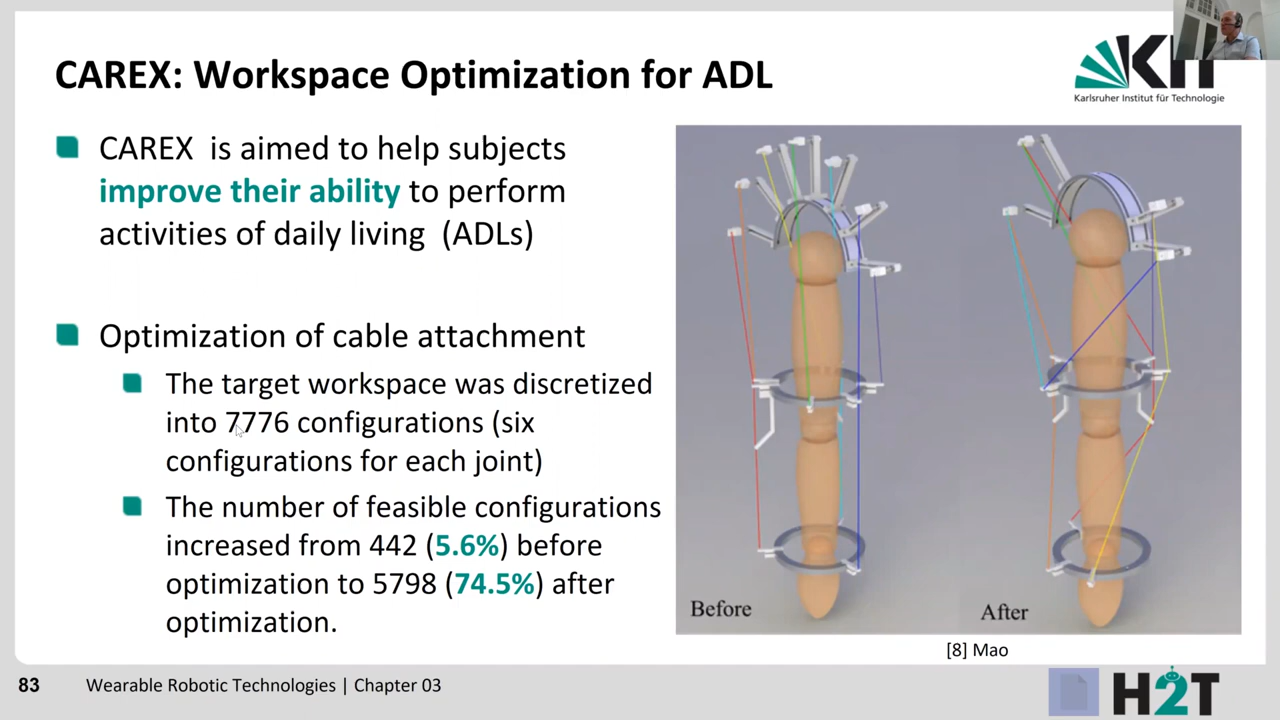 CAREX: Workspace Optimization for ADL
KIT
Karlsruher Institut für Technologie
CAREX is aimed to help subjects
improve their ability to perform
activities of daily living (ADLs)
Optimization of cable attachment
The target workspace was discretized
into 7776 configurations (six
configurations for each joint)
The number of feasible configurations
increased from 442 (5.6%) before
optimization to 5798 (74.5%) after
optimization.
Before
After
[8] Mao
83
Wearable Robotic Technologies | Chapter 03
H2T